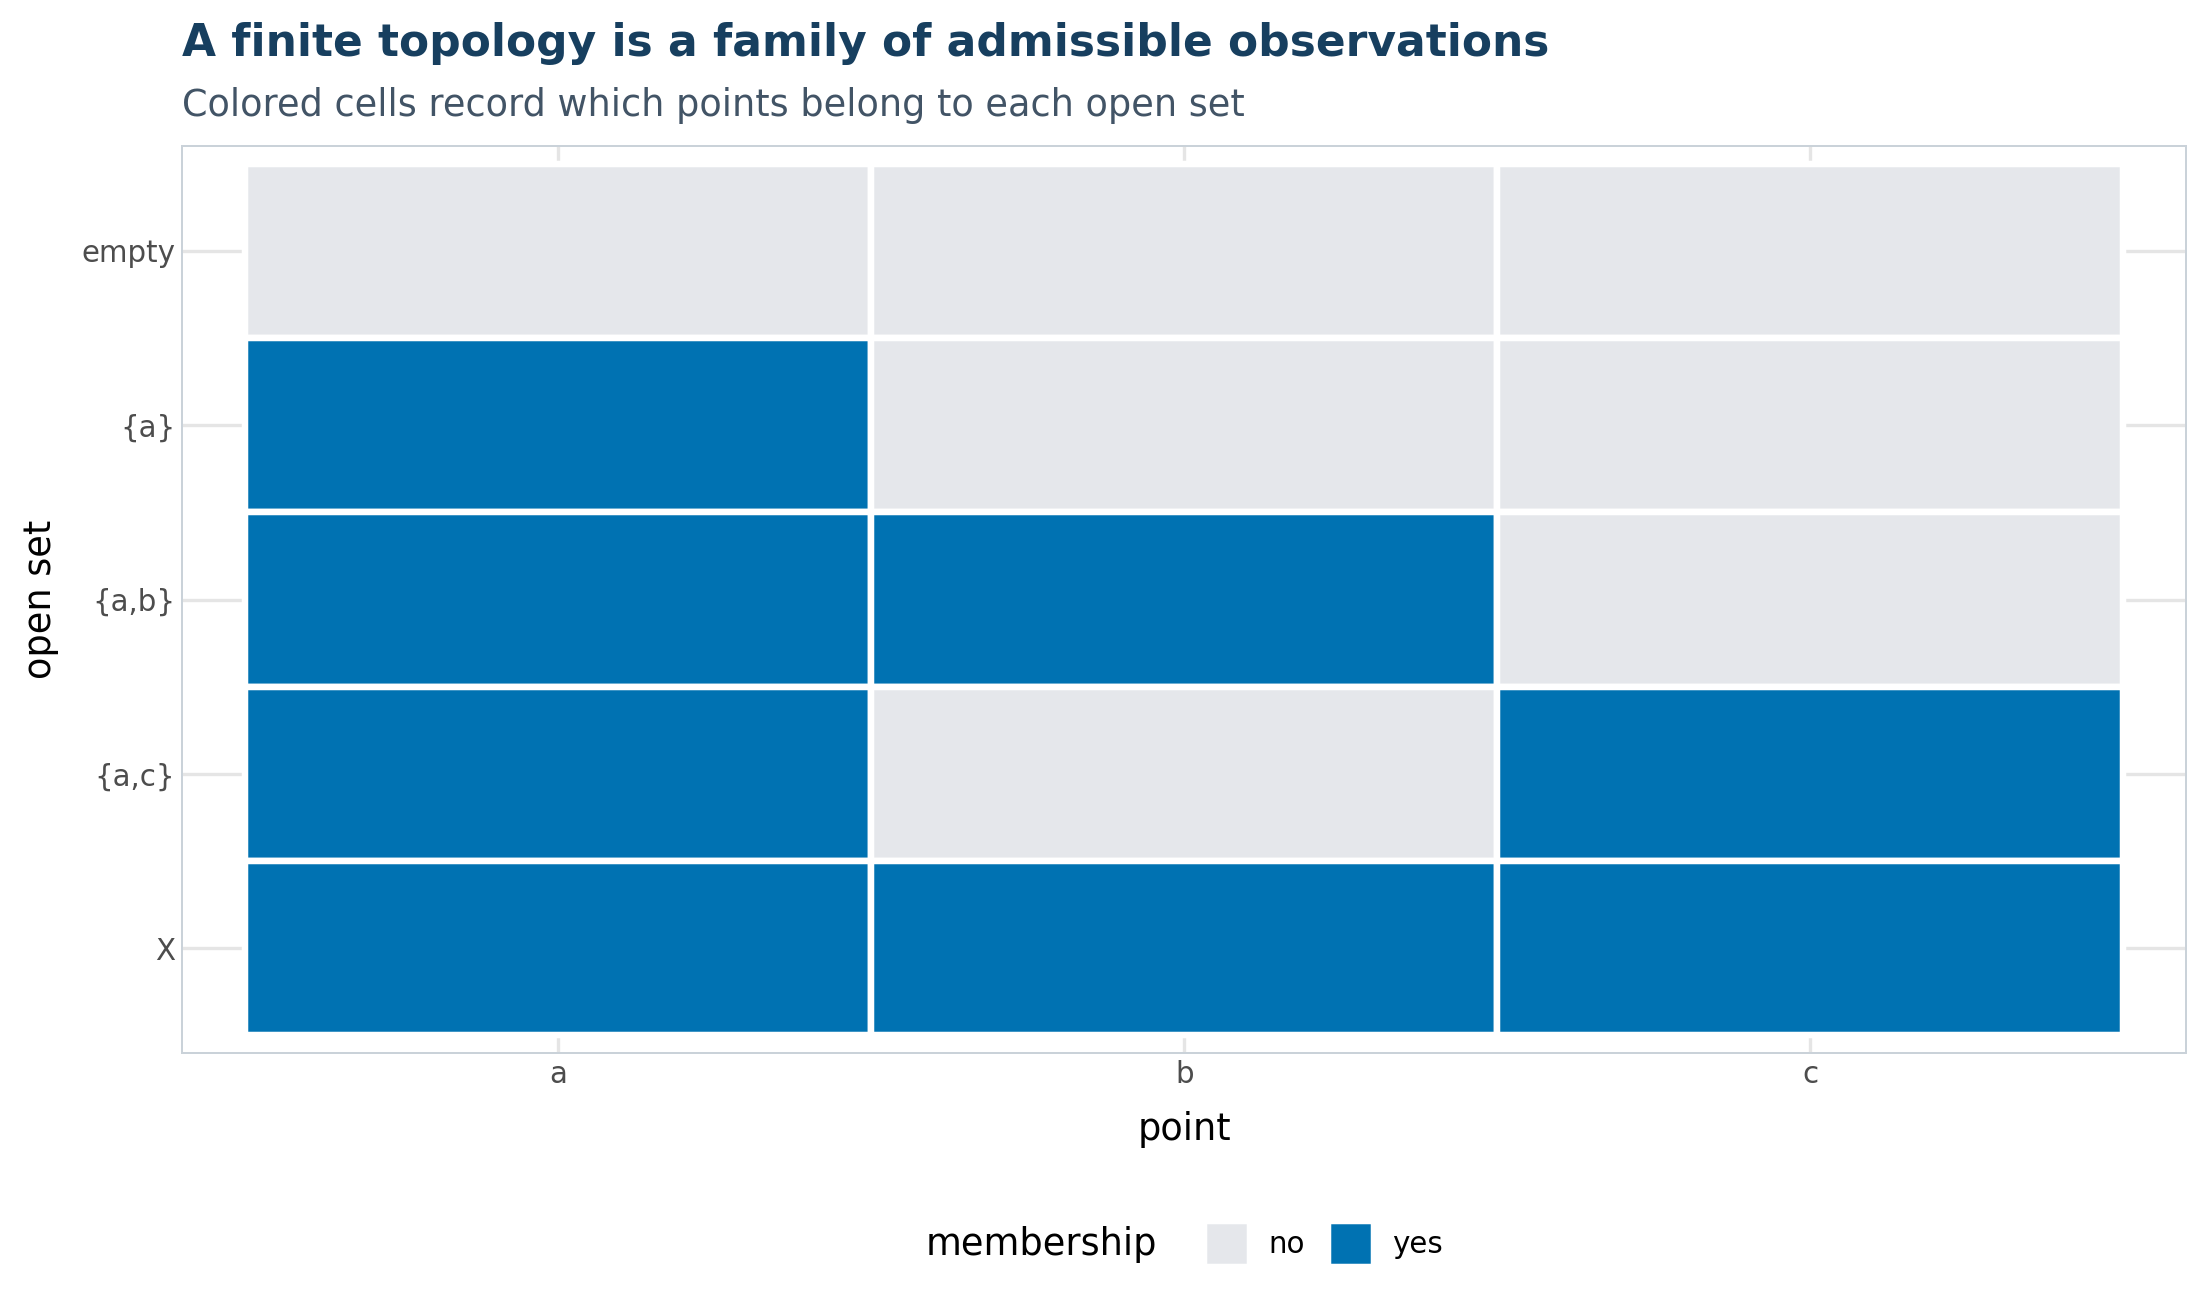 A finite topology is a family of admissible observations
Colored cells record which points belong to each open set
open set
empty
{a}
{a,b}
{a,c}
X
a b c
point
membership no yes